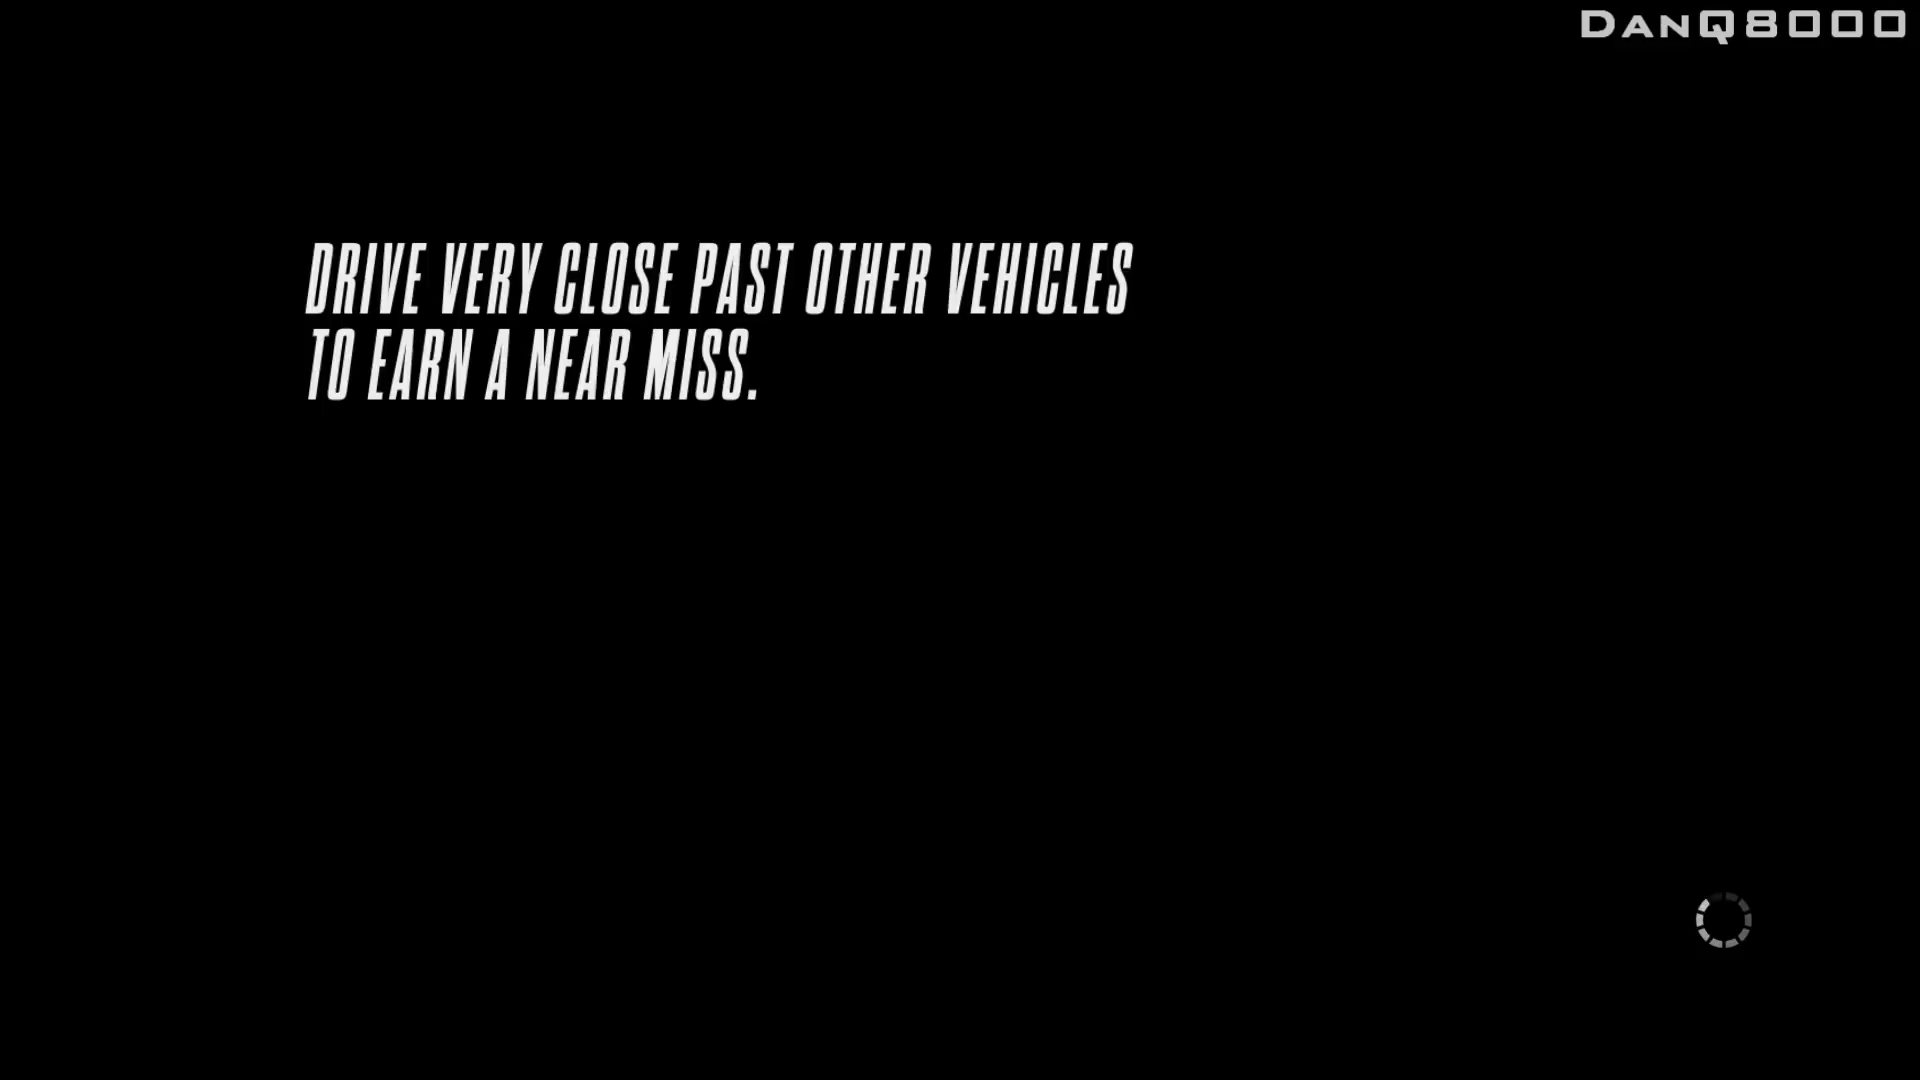 DanQ8000
DRIVE VERY CLOSE PAST OTHER VEHICLES
TO EARN A NEAR MISS.